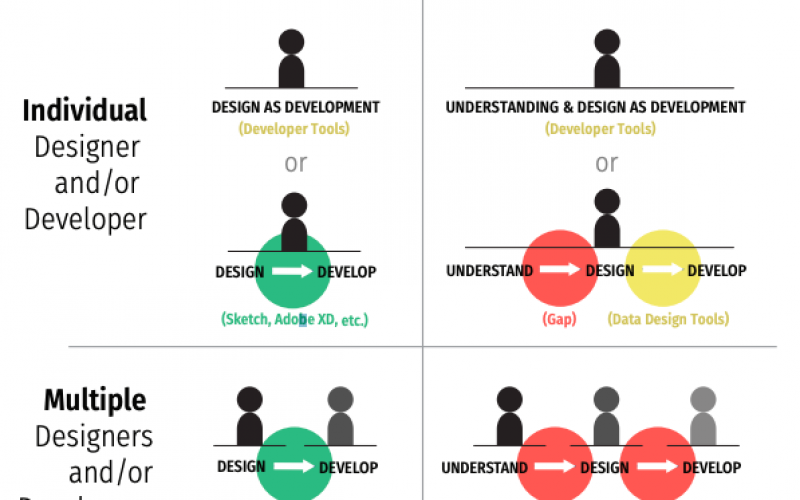 Individual
Designer
and/or
Developer
DESIGN AS DEVELOPMENT
(Developer Tools)
or
DESIGN DEVELOP
(Sketch, Adobe XD, etc.)
UNDERSTANDING & DESIGN AS DEVELOPMENT
(Developer Tools)
or
UNDERSTAND DESIGN DEVELOP
(Gap) (Data Design Tools)
Multiple
Designers
and/or
DESIGN DEVELOP
UNDERSTAND DESIGN DEVELOP